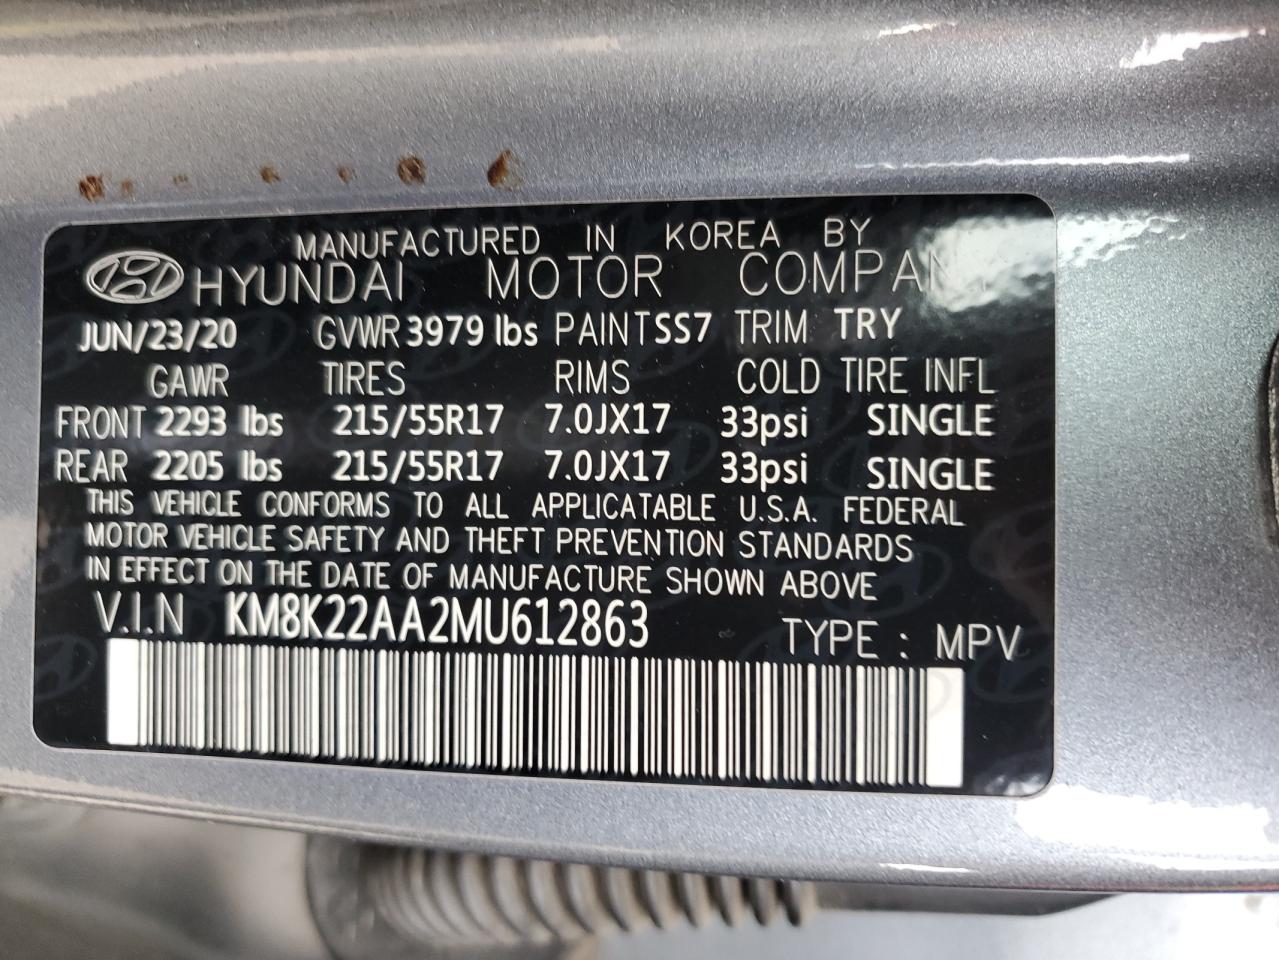 MANUFACTURED IN KOREA BY
HYUNDAI MOTOR COMPANY
JUN/23/20 GVWR 3979 lbs PAINT SS7 TRIM TRY
GAWR TIRES RIMS COLD TIRE INFL
FRONT 2293 lbs 215/55R17 7.0JX17 33psi SINGLE
REAR 2205 lbs 215/55R17 7.0JX17 33psi SINGLE
THIS VEHICLE CONFORMS TO ALL APPLICATABLE U.S.A. FEDERAL
MOTOR VEHICLE SAFETY AND THEFT PREVENTION STANDARDS
IN EFFECT ON THE DATE OF MANUFACTURE SHOWN ABOVE
V.I.N KM8K22AA2MU612863 TYPE : MPV